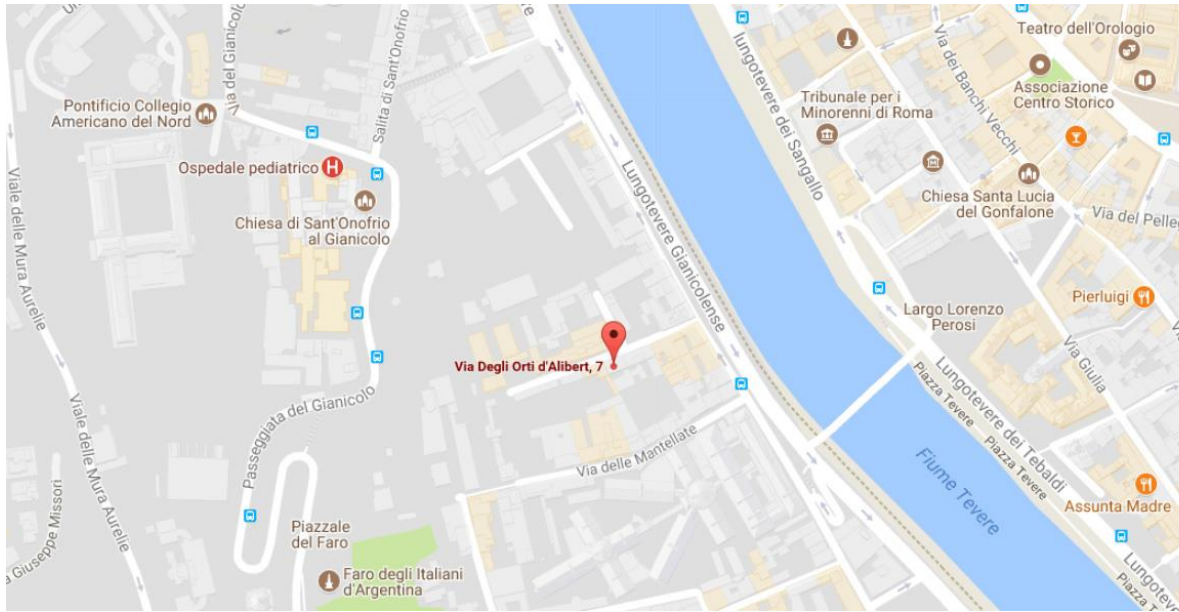 Via del Gianicolo
Salita di Sant'Onofrio
Pontificio Collegio
Americano del Nord
Ospedale pediatrico
H
Chiesa di Sant'Onofrio
al Gianicolo
Viale delle Mura Aurelie
Viale delle Mura Aurelie
Passeggiata del Gianicolo
Giuseppe Missori
Piazzale
del Faro
Faro degli Italiani
d'Argentina
Via Degli Orti d'Alibert, 7
Via delle Mantellate
Lungotevere Gianicolense
Fiume Tevere
lungotevere dei Sangallo
Tribunale per i
Minorenni di Roma
Via dei Banchi Vecchi
Teatro dell'Orologio
Associazione
Centro Storico
Chiesa Santa Lucia
del Gonfalone
Via del Pelleg
Largo Lorenzo
Perosi
Pierluigi
Via Giulia
Piazza Tevere
Piazza Tevere
Lungotevere dei Tebaldi
Assunta Madre
Piazza T